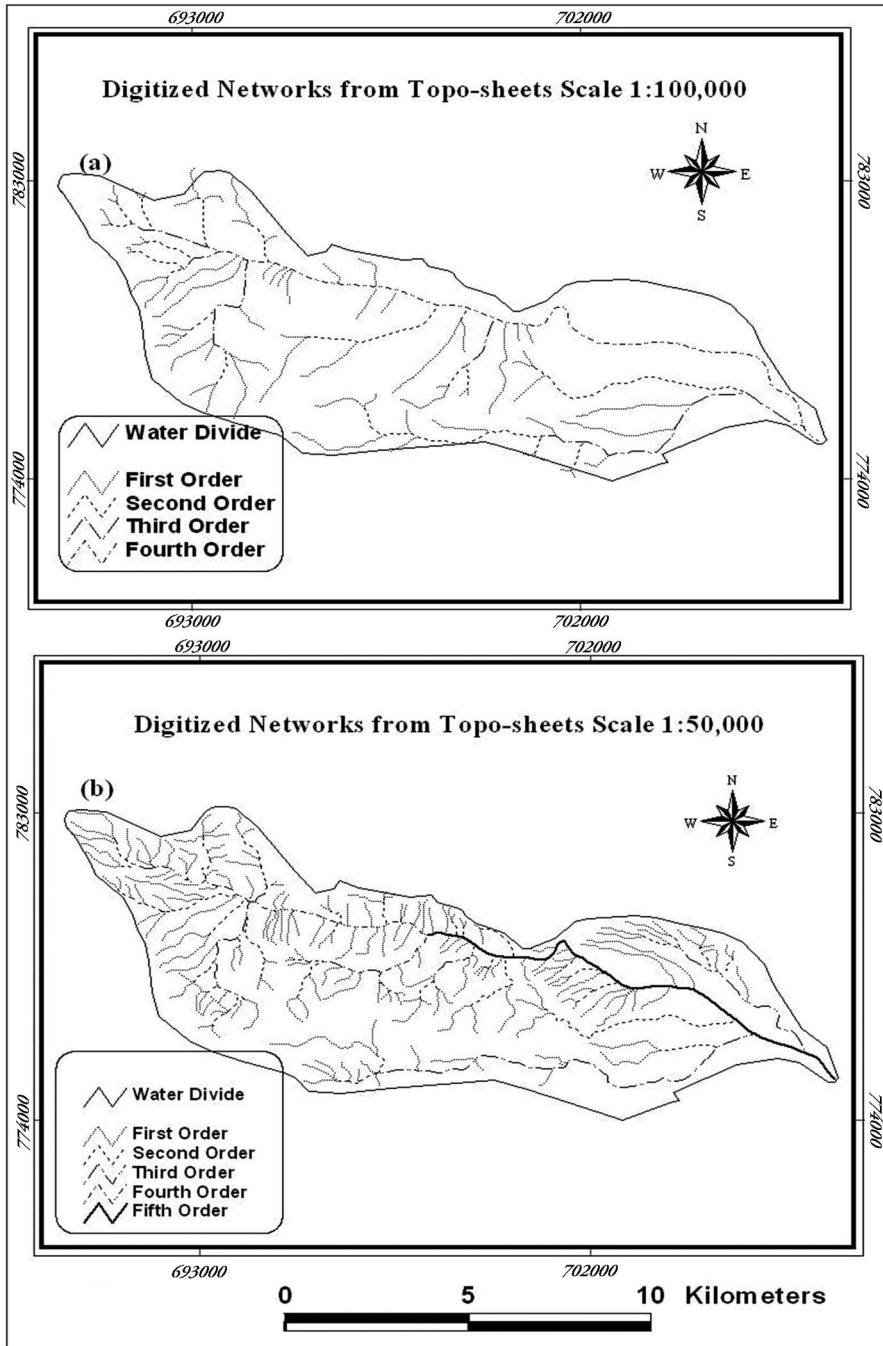 693000 702000
Digitized Networks from Topo-sheets Scale 1:100,000
(a)
N
W E
S
783000 783000
Water Divide
First Order
Second Order
Third Order
Fourth Order
774000 774000
693000 702000
693000 702000
Digitized Networks from Topo-sheets Scale 1:50,000
(b)
N
W E
S
783000 783000
Water Divide
First Order
Second Order
Third Order
Fourth Order
Fifth Order
774000 774000
693000 702000
0 5 10 Kilometers